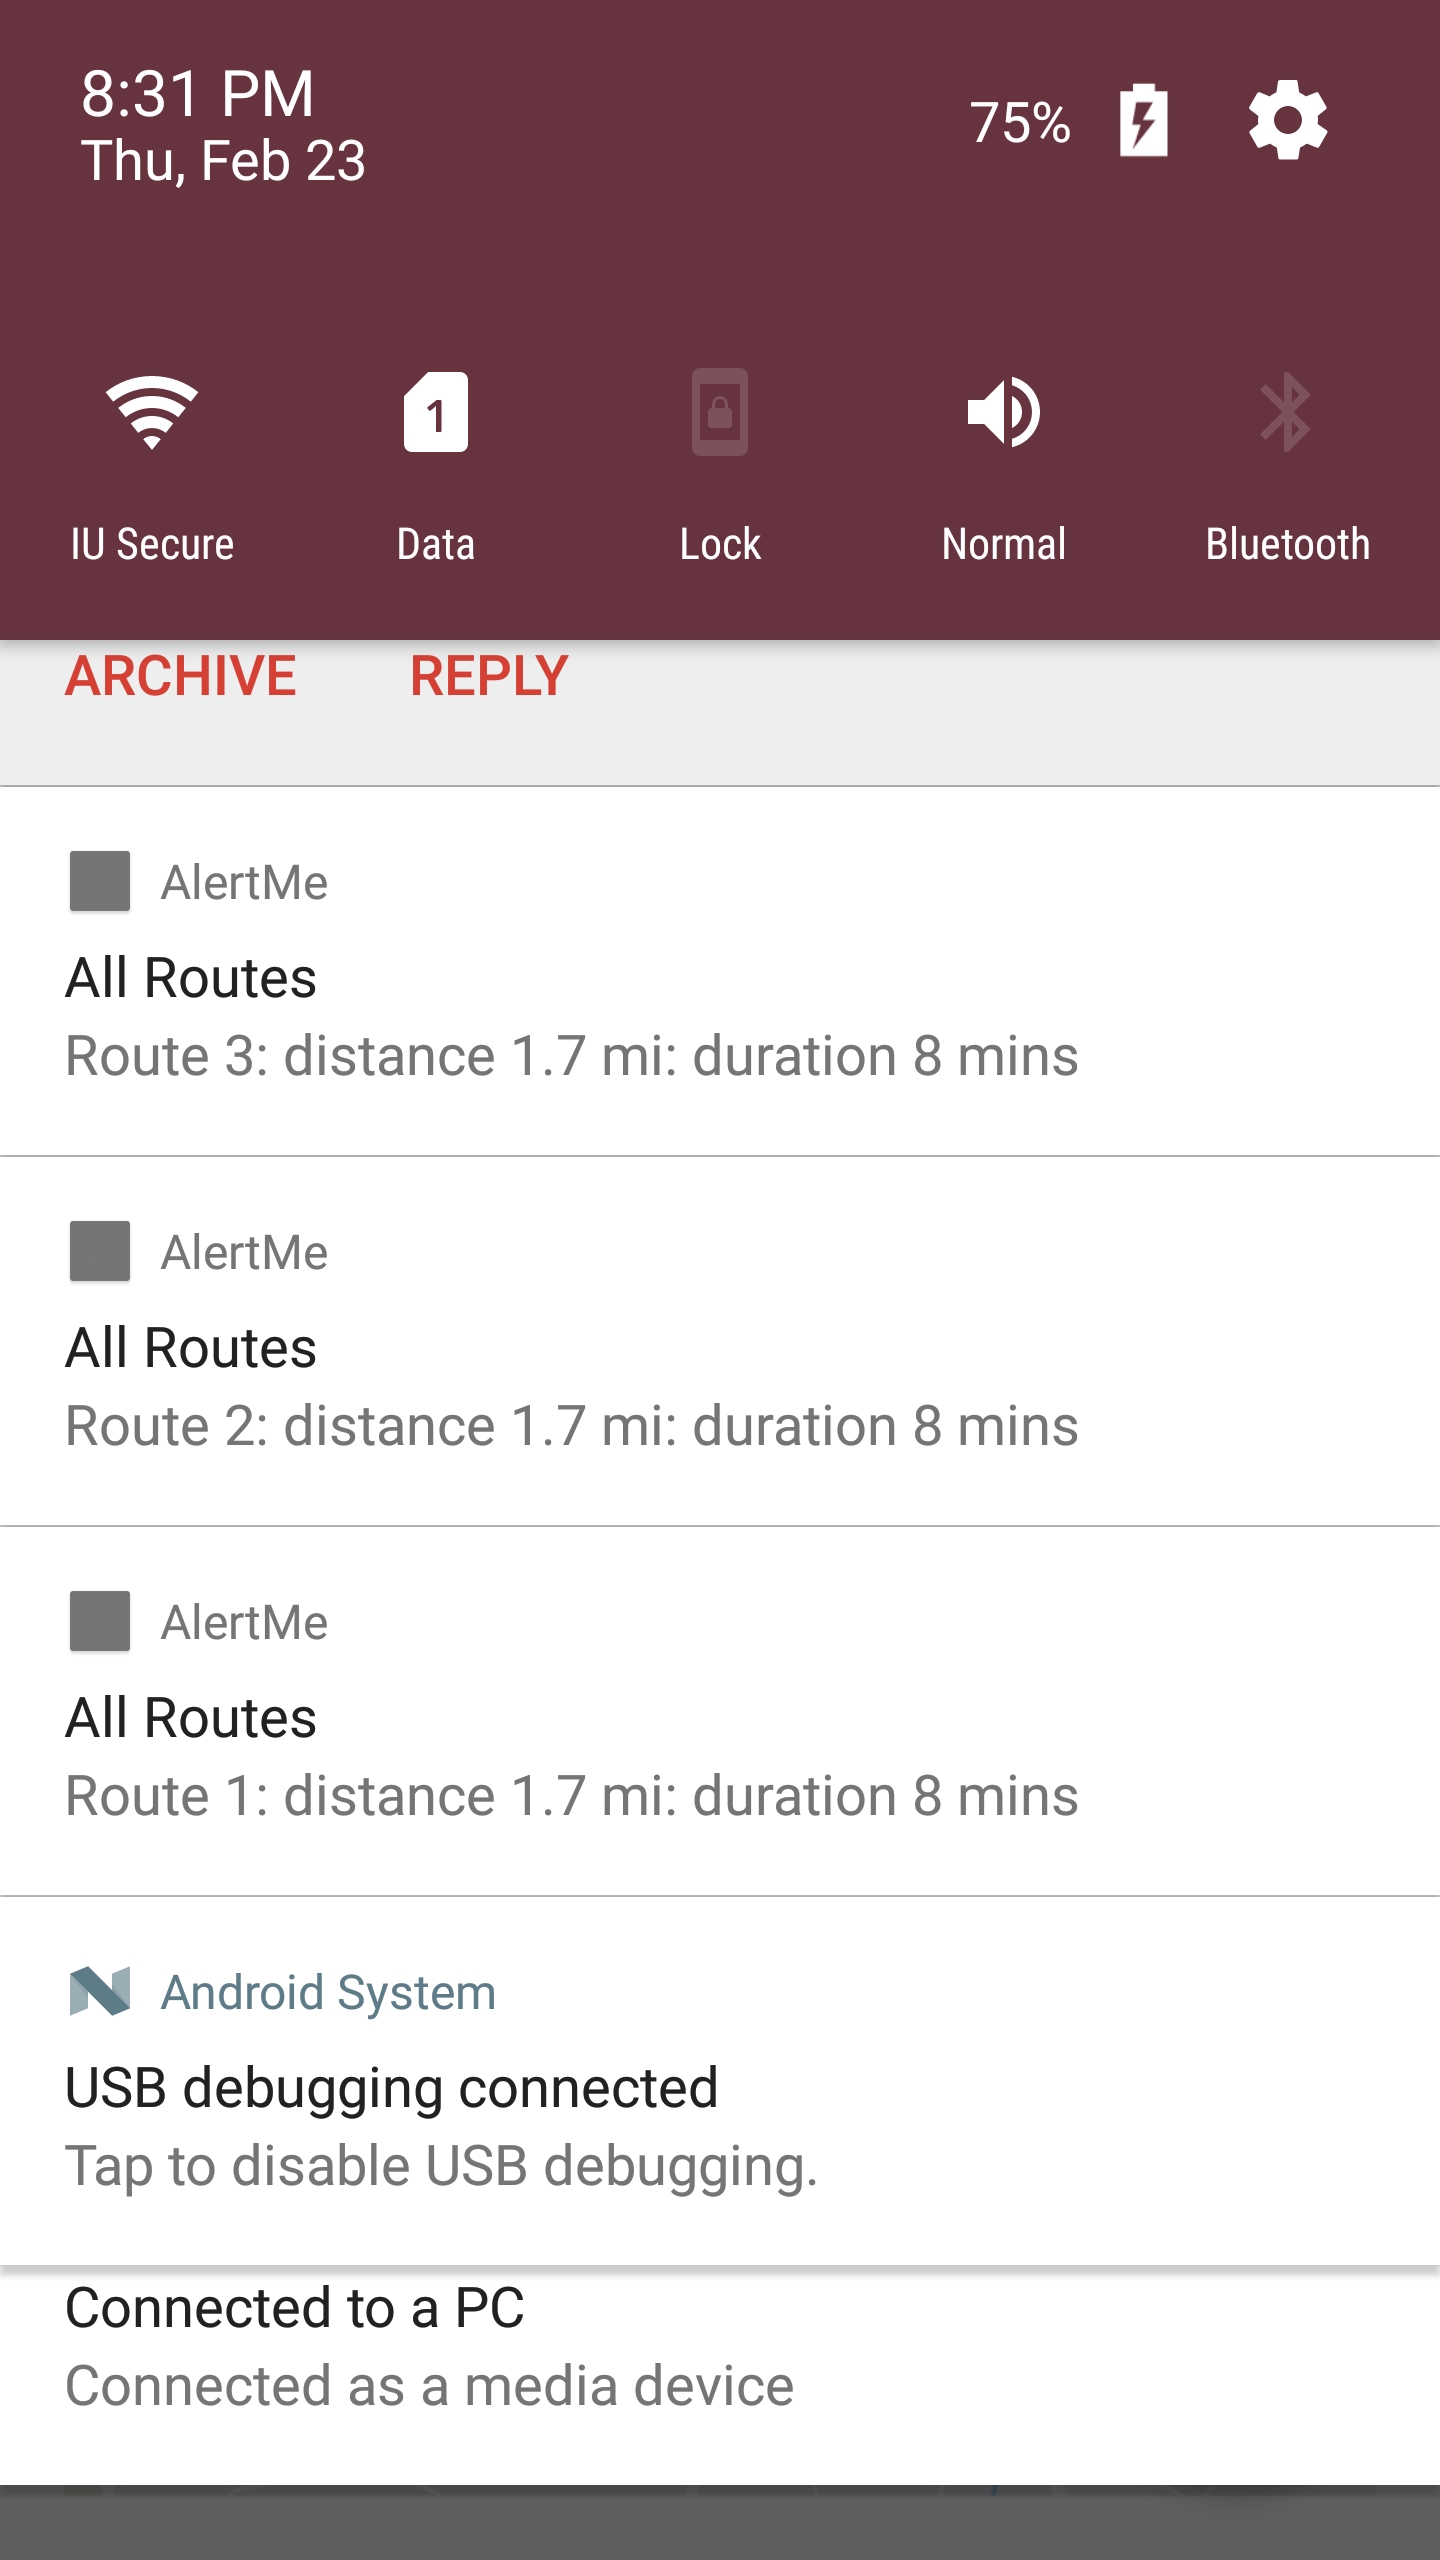 8:31 PM
75%
Thu, Feb 23
1
IU Secure Data Lock Normal Bluetooth
ARCHIVE REPLY
AlertMe
All Routes
Route 3: distance 1.7 mi: duration 8 mins
AlertMe
All Routes
Route 2: distance 1.7 mi: duration 8 mins
AlertMe
All Routes
Route 1: distance 1.7 mi: duration 8 mins
Android System
USB debugging connected
Tap to disable USB debugging.
Connected to a PC
Connected as a media device